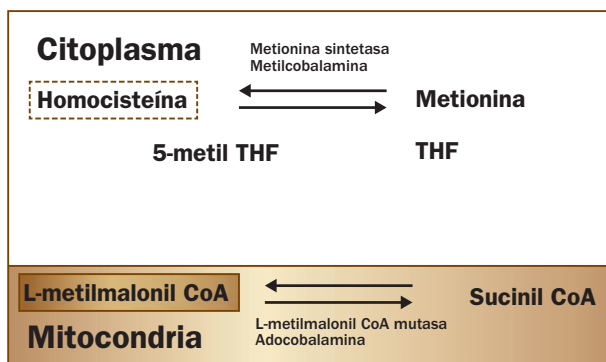 Citoplasma
Metionina sintetasa
Metilcobalamina
Homocisteína
Metionina
5-metil THF
THF
L-metilmalonil CoA
Sucinil CoA
L-metilmalonil CoA mutasa
Adocobalamina
Mitocondria